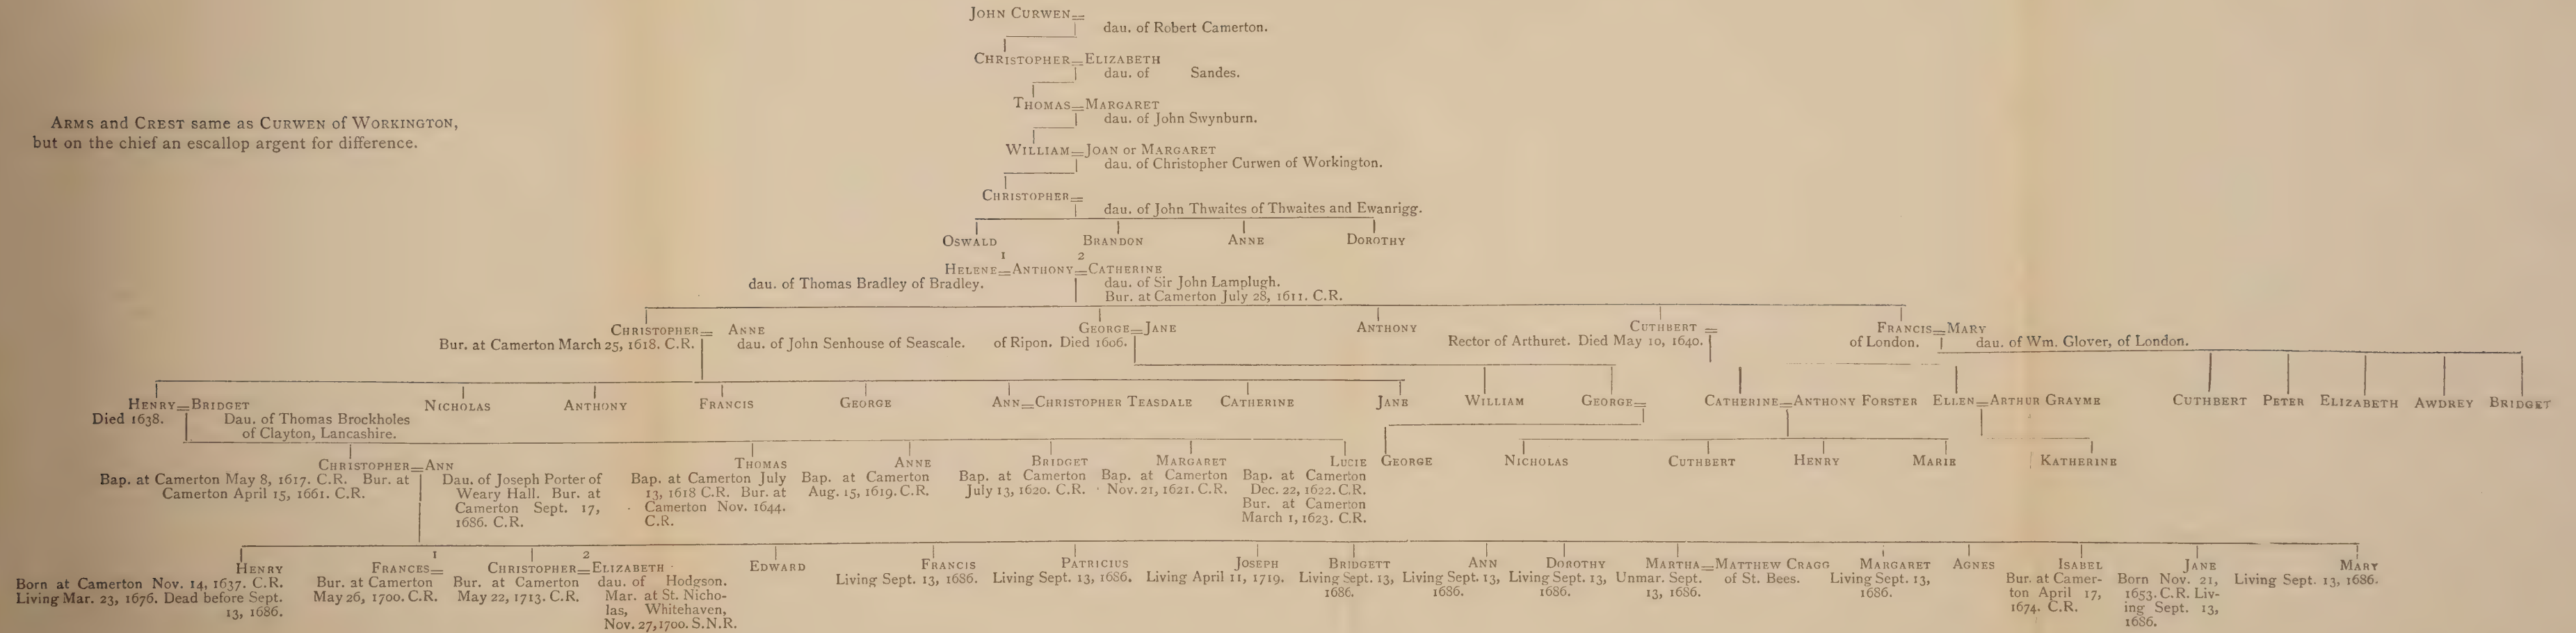 JOHN CURWEN=
dau. of Robert Camerton.
CHRISTOPHER=ELIZABETH
dau. of Sandes.
THOMAS=MARGARET
ARMS and CREST same as CURWEN of WORKINGTON,
dau. of John Swynburn.
but on the chief an escallop argent for difference.
WILLIAM=JOAN or MARGARET
dau. of Christopher Curwen of Workington.
CHRISTOPHER=
dau. of John Thwaites of Thwaites and Ewanrigg.
OSWALD BRANDON ANNE DOROTHY
1 2
HELENE=ANTHONY=CATHERINE
dau. of Thomas Bradley of Bradley. dau. of Sir John Lamplugh.
Bur. at Camerton July 28, 1611. C.R.
CHRISTOPHER= ANNE GEORGE=JANE ANTHONY CUTHBERT= FRANCIS=MARY
Bur. at Camerton March 25, 1618. C.R. dau. of John Senhouse of Seascale. of Ripon. Died 1606. Rector of Arthuret. Died May 10, 1640. of London. dau. of Wm. Glover, of London.
HENRY=BRIDGET NICHOLAS ANTHONY FRANCIS GEORGE ANN=CHRISTOPHER TEASDALE CATHERINE JANE WILLIAM GEORGE= CATHERINE=ANTHONY FORSTER ELLEN=ARTHUR GRAYME CUTHBERT PETER ELIZABETH AWDREY BRIDGET
Died 1638. Dau. of Thomas Brockholes
of Clayton, Lancashire.
CHRISTOPHER=ANN THOMAS ANNE BRIDGET MARGARET LUCIE GEORGE NICHOLAS CUTHBERT HENRY MARIE KATHERINE
Bap. at Camerton May 8, 1617. C.R. Bur. at Dau. of Joseph Porter of Bap. at Camerton July Bap. at Camerton Bap. at Camerton Bap. at Camerton Bap. at Camerton
Camerton April 15, 1661. C.R. Weary Hall. Bur. at 13, 1618 C.R. Bur. at Aug. 15, 1619. C.R. July 13, 1620. C.R. Nov. 21, 1621. C.R. Dec. 22, 1622. C.R.
Camerton Sept. 17, Camerton Nov. 1644. Bur. at Camerton
1686. C.R. C.R. March 1, 1623. C.R.
1 2
HENRY FRANCES= CHRISTOPHER=ELIZABETH EDWARD FRANCIS PATRICIUS JOSEPH BRIDGETT ANN DOROTHY MARTHA=MATTHEW CRAGG MARGARET AGNES ISABEL JANE MARY
Born at Camerton Nov. 14, 1637. C.R. Bur. at Camerton Bur. at Camerton dau. of Hodgson. Living Sept. 13, 1686. Living Sept. 13, 1686. Living April 11, 1719. Living Sept. 13, Living Sept. 13, Living Sept. 13, Unmar. Sept. of St. Bees. Living Sept. 13, Bur. at Camer- Born Nov. 21, Living Sept. 13, 1686.
Living Mar. 23, 1676. Dead before Sept. May 26, 1700. C.R. May 22, 1713. C.R. Mar. at St. Nicho- 1686. 1686. 1686. 13, 1686. 1686. ton April 17, 1653. C.R. Liv-
13, 1686. las, Whitehaven, 1674. C.R. ing Sept. 13,
Nov. 27, 1700. S.N.R. 1686.